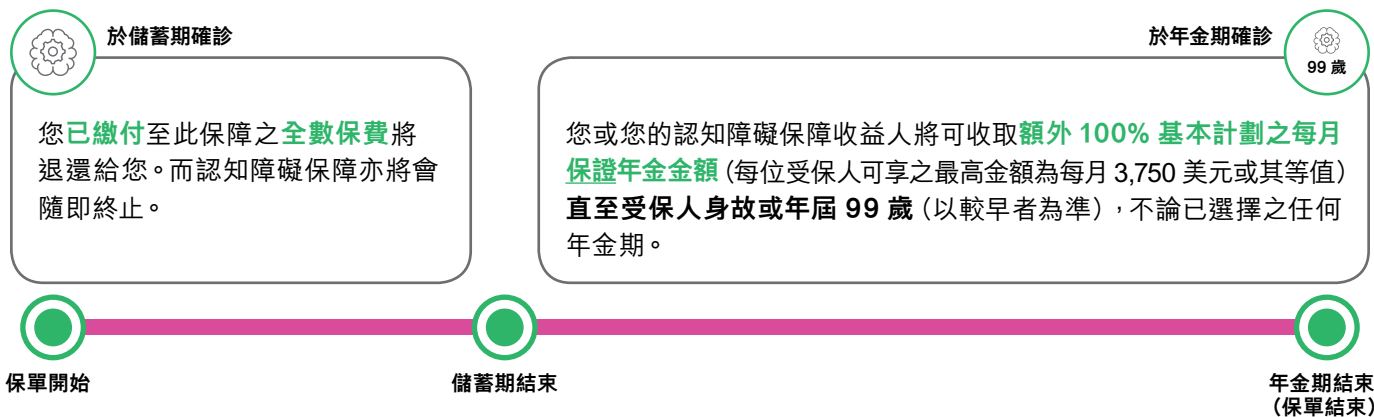 於儲蓄期確診
您已繳付至此保障之全數保費將
退還給您。而認知障礙保障亦將會
隨即終止。
於年金期確診
99 歲
您或您的認知障礙保障收益人將可收取額外 100% 基本計劃之每月
保證年金金額（每位受保人可享之最高金額為每月 3,750 美元或其等值）
直至受保人身故或年屆 99 歲（以較早者為準），不論已選擇之任何
年金期。
保單開始
儲蓄期結束
年金期結束
（保單結束）